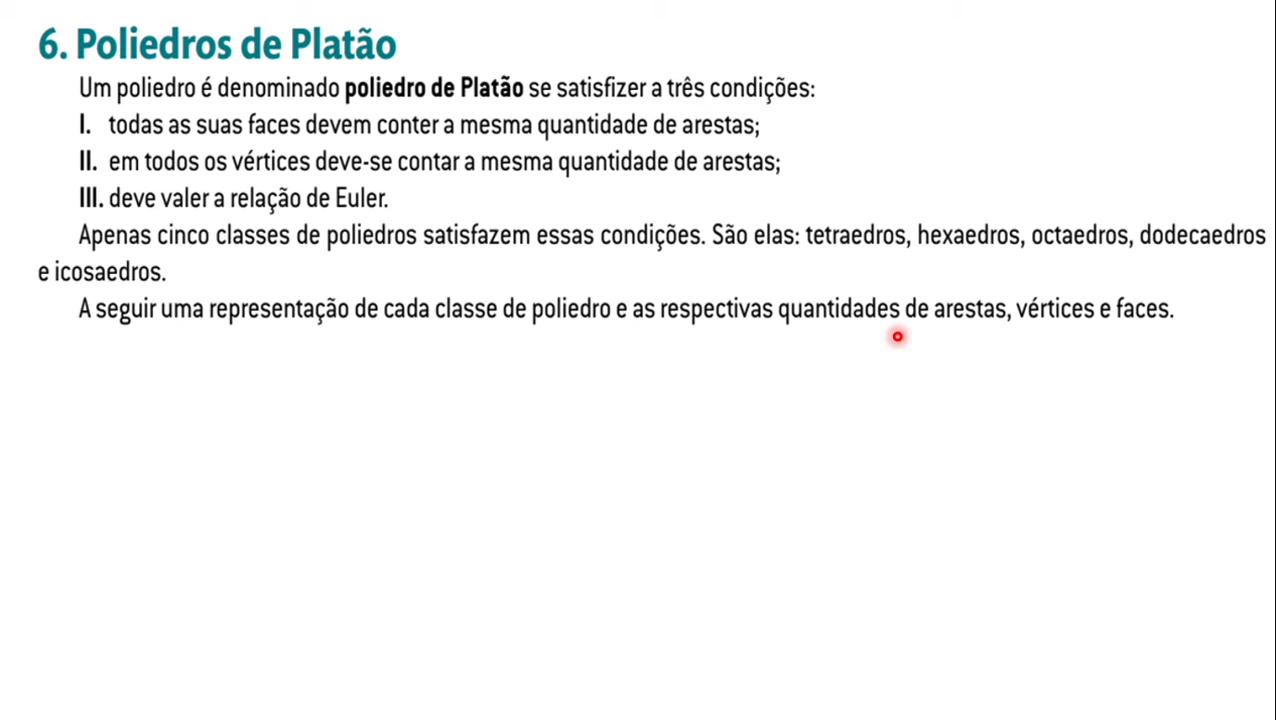 6. Poliedros de Platão
Um poliedro é denominado poliedro de Platão se satisfizer a três condições:
I. todas as suas faces devem conter a mesma quantidade de arestas;
II. em todos os vértices deve-se contar a mesma quantidade de arestas;
III. deve valer a relação de Euler.
Apenas cinco classes de poliedros satisfazem essas condições. São elas: tetraedros, hexaedros, octaedros, dodecaedros
e icosaedros.
A seguir uma representação de cada classe de poliedro e as respectivas quantidades de arestas, vértices e faces.